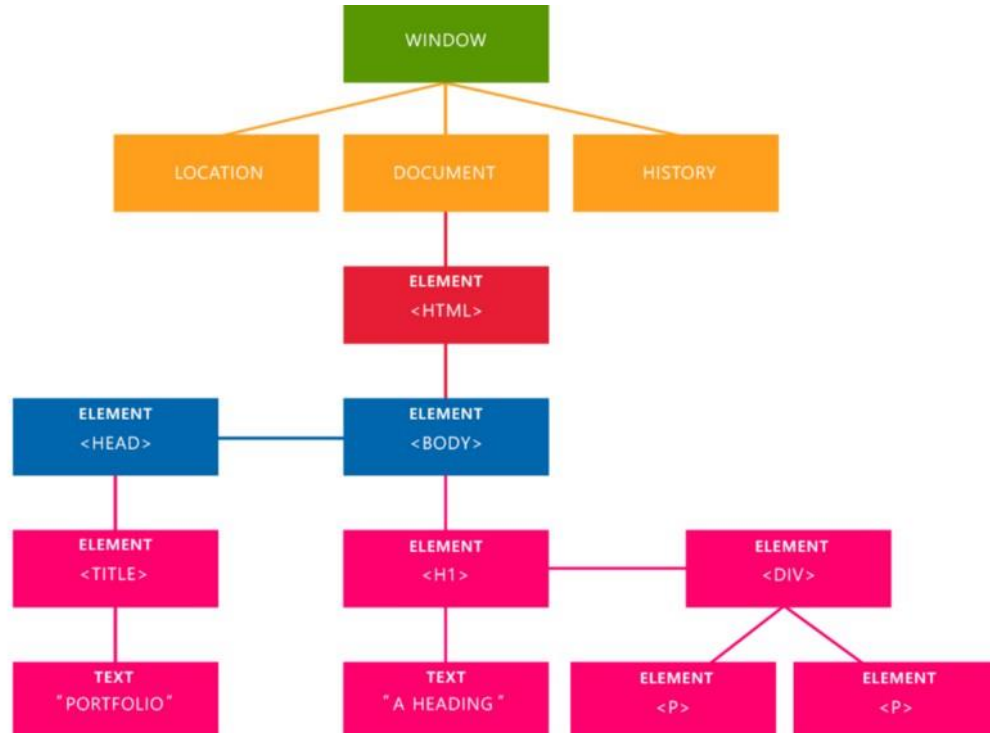 WINDOW
LOCATION
DOCUMENT
HISTORY
ELEMENT
<HTML>
ELEMENT
<HEAD>
ELEMENT
<BODY>
ELEMENT
<TITLE>
ELEMENT
<H1>
ELEMENT
<DIV>
TEXT
"PORTFOLIO"
TEXT
"A HEADING"
ELEMENT
<P>
ELEMENT
<P>